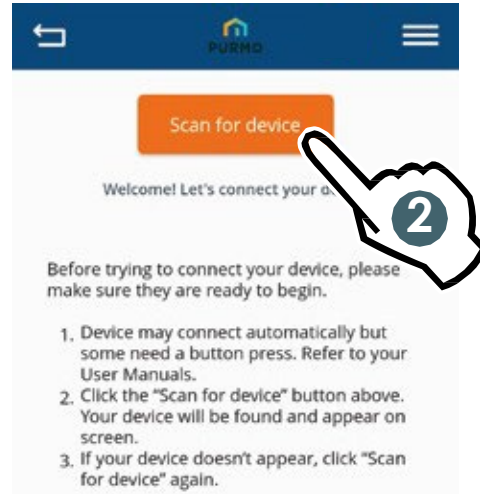 PURMO
Scan for device
Welcome! Let's connect your
2
Before trying to connect your device, please
make sure they are ready to begin.
1. Device may connect automatically but
some need a button press. Refer to your
User Manuals.
2. Click the “Scan for device” button above.
Your device will be found and appear on
screen.
3. If your device doesn’t appear, click “Scan
for device” again.